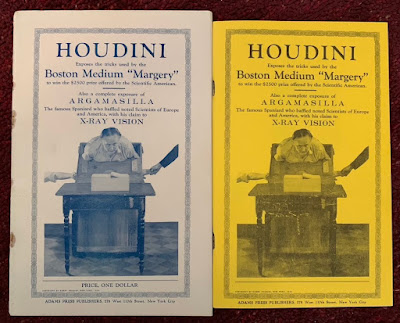 HOUDINI
Exposes the tricks used by the
Boston Medium "Margery"
to win the $2500 prize offered by the Scientific American.
Also a complete exposure of
ARGAMASILLA
The famous Spaniard who baffled noted Scientists of Europe
and America, with his claim to
X-RAY VISION
PRICE, ONE DOLLAR
ADAMS PRESS PUBLISHERS,
West
Street, New York City
HOUDINI
Exposes the tricks used by the
Boston Medium "Margery"
to win the $2500 prize offered by the Scientific American.
Also a complete exposure of
ARGAMASILLA
The famous Spaniard who baffled noted Scientists of Europe
and America, with his claim to
X-RAY VISION
ADAMS PRESS PUBLISHERS,
West
Street, New York City